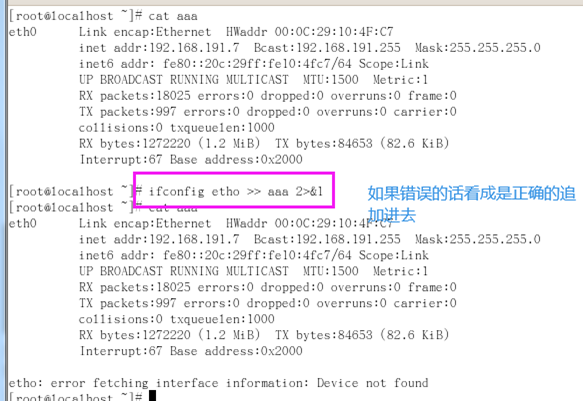 [root@localhost ~]# cat aaa
eth0      Link encap:Ethernet  HWaddr 00:0C:29:10:4F:C7
          inet addr:192.168.191.7  Bcast:192.168.191.255  Mask:255.255.255.0
          inet6 addr: fe80::20c:29ff:fe10:4fc7/64 Scope:Link
          UP BROADCAST RUNNING MULTICAST  MTU:1500  Metric:1
          RX packets:18025 errors:0 dropped:0 overruns:0 frame:0
          TX packets:997 errors:0 dropped:0 overruns:0 carrier:0
          collisions:0 txqueuelen:1000
          RX bytes:1272220 (1.2 MiB)  TX bytes:84653 (82.6 KiB)
          Interrupt:67 Base address:0x2000
[root@localhost ~]# ifconfig etho >> aaa 2>&1
如果错误的话看成是正确的追
加进去
[root@localhost ~]# cat aaa
eth0      Link encap:Ethernet  HWaddr 00:0C:29:10:4F:C7
          inet addr:192.168.191.7  Bcast:192.168.191.255  Mask:255.255.255.0
          inet6 addr: fe80::20c:29ff:fe10:4fc7/64 Scope:Link
          UP BROADCAST RUNNING MULTICAST  MTU:1500  Metric:1
          RX packets:18025 errors:0 dropped:0 overruns:0 frame:0
          TX packets:997 errors:0 dropped:0 overruns:0 carrier:0
          collisions:0 txqueuelen:1000
          RX bytes:1272220 (1.2 MiB)  TX bytes:84653 (82.6 KiB)
          Interrupt:67 Base address:0x2000
etho: error fetching interface information: Device not found
[root@localhost ~]#